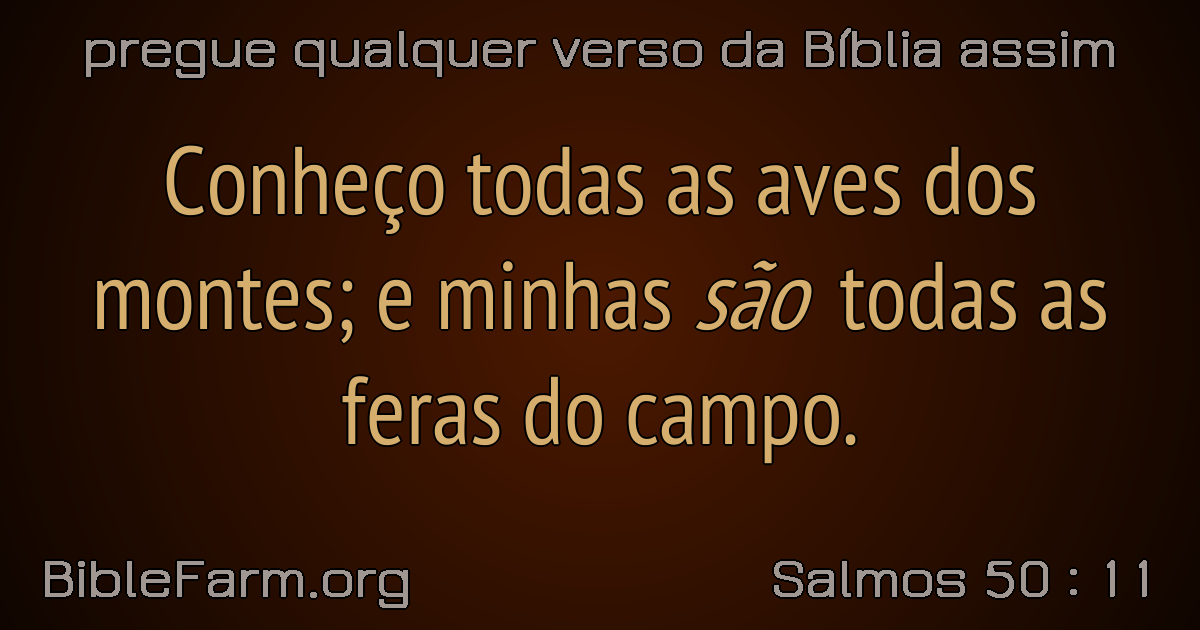 pregue qualquer verso da Bíblia assim
Conheço todas as aves dos
montes; e minhas são todas as
feras do campo.
BibleFarm.org
Salmos 50 : 11